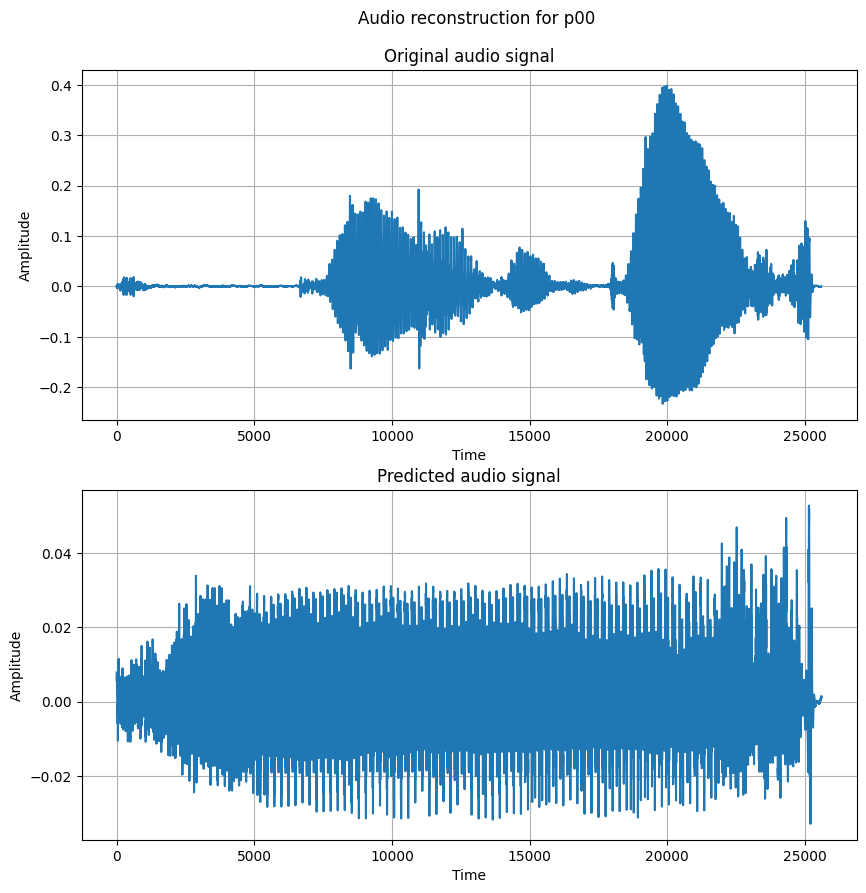 Audio reconstruction for p00
Original audio signal
Amplitude
0.4
0.3
0.2
0.1
0.0
−0.1
−0.2
0 5000 10000 15000 20000 25000
Time
Predicted audio signal
Amplitude
0.04
0.02
0.00
−0.02
0 5000 10000 15000 20000 25000
Time